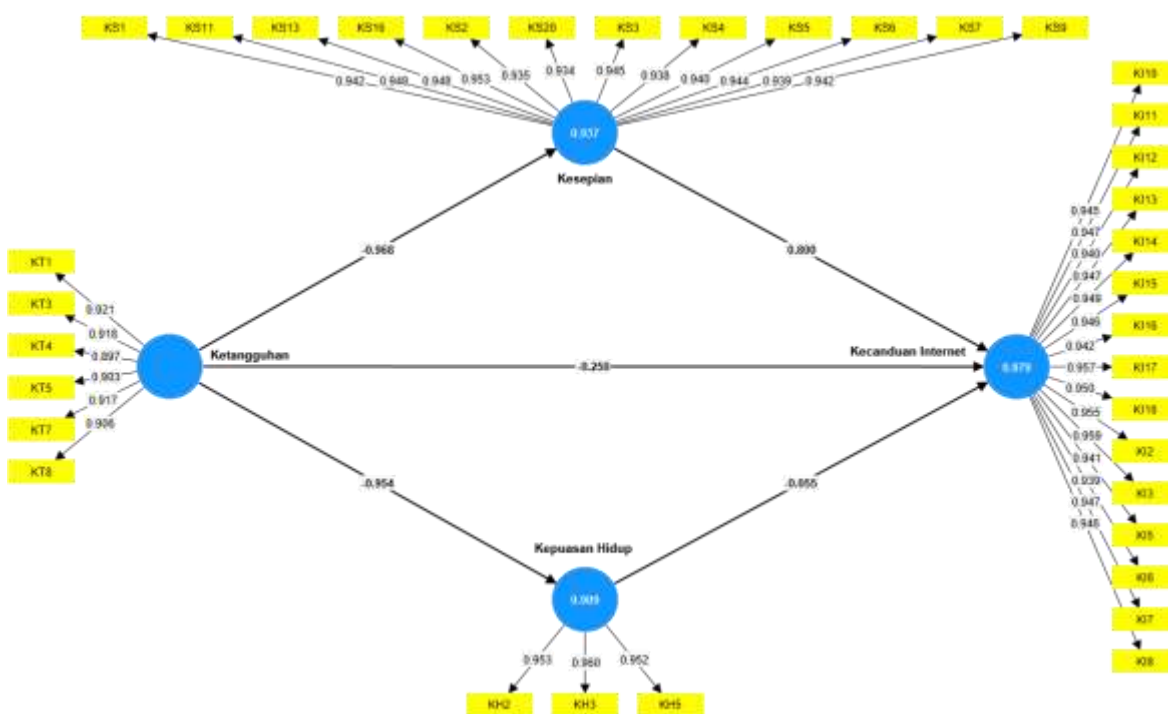 KS1 KS11 KS13 KS16 KS2 KS20 KS3 KS4 KS5 KS6 KS7 KS9
0.942 0.948 0.948 0.953 0.935 0.934 0.945 0.938 0.940 0.944 0.939 0.942
0.937
Kesepian
-0.968
0.800
KT1
KT3
KT4
KT5
KT7
KT8
0.921
0.918
0.897
0.903
0.917
0.906
Ketangguhan
-0.258
Kecanduan Internet
0.979
KI10
KI11
KI12
KI13
KI14
KI15
KI16
KI17
KI18
KI2
KI3
KI5
KI6
KI7
KI8
0.945
0.947
0.940
0.947
0.949
0.946
0.942
0.957
0.950
0.955
0.959
0.941
0.939
0.947
0.948
-0.954
-0.055
Kepuasan Hidup
0.909
0.953 0.960 0.952
KH2 KH3 KH5